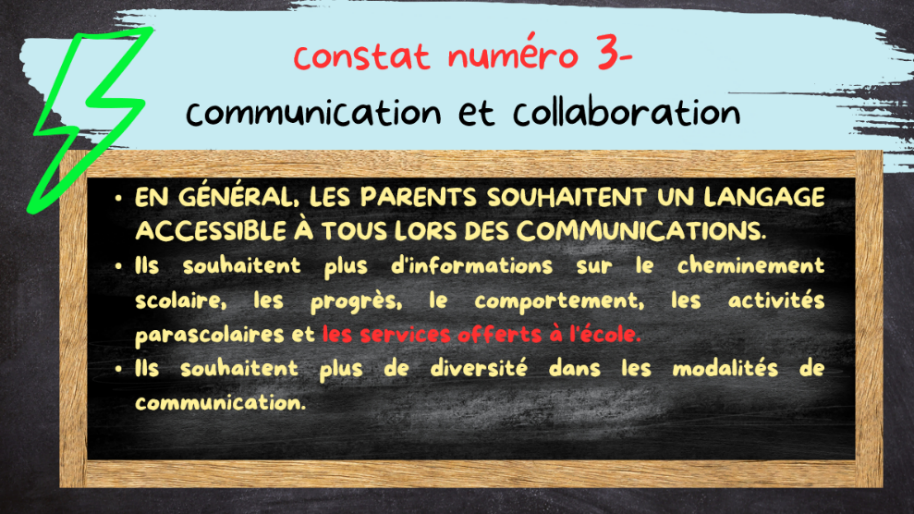 constat numéro 3-
communication et collaboration
• EN GÉNÉRAL, LES PARENTS SOUHAITENT UN LANGAGE
ACCESSIBLE À TOUS LORS DES COMMUNICATIONS.
• Ils souhaitent plus d'informations sur le cheminement
scolaire, les progrès, le comportement, les activités
parascolaires et les services offerts à l'école.
• Ils souhaitent plus de diversité dans les modalités de
communication.